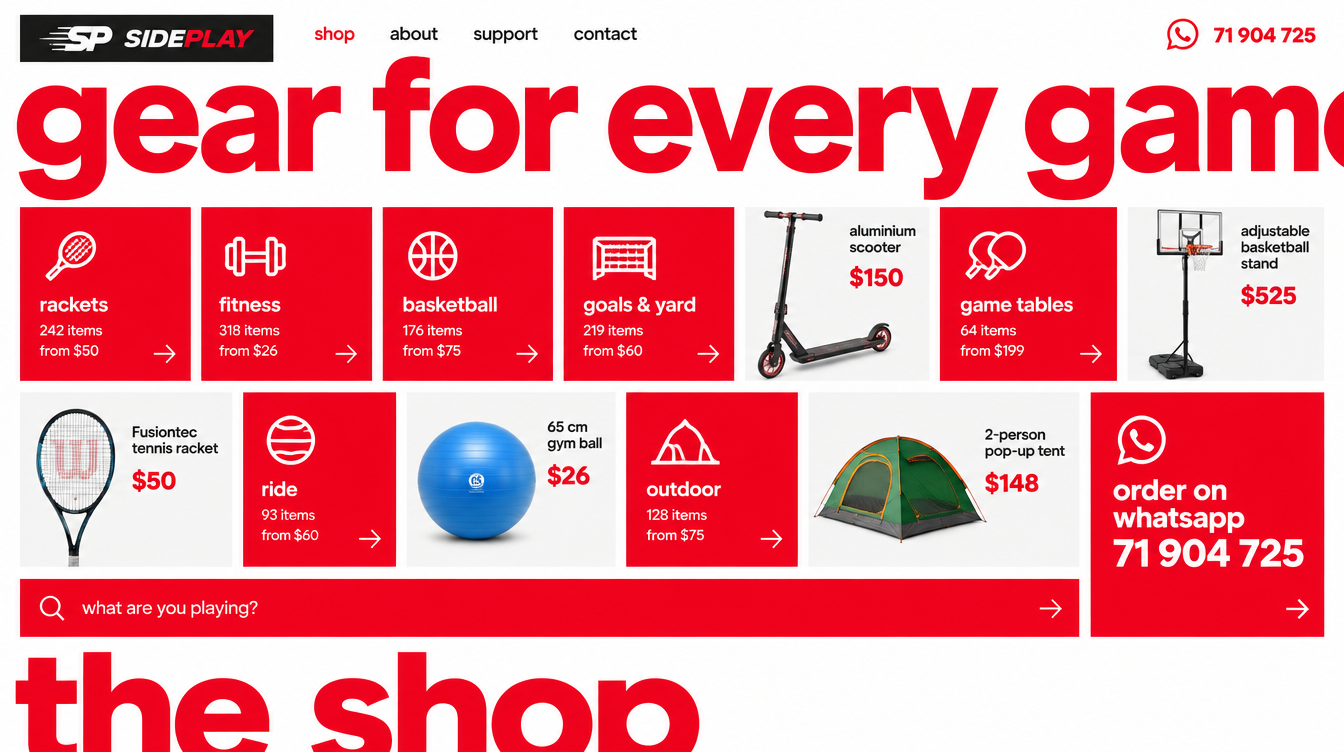 SP SIDEPLAY
shop
about
support
contact
71 904 725
gear for every game
rackets
242 items
from $50
fitness
318 items
from $26
basketball
176 items
from $75
goals & yard
219 items
from $60
aluminium
scooter
$150
game tables
64 items
from $199
adjustable
basketball
stand
$525
W
Fusiontec
tennis racket
$50
ride
93 items
from $60
65 cm
gym ball
$26
outdoor
128 items
from $75
2-person
pop-up tent
$148
order on
whatsapp
71 904 725
what are you playing?
the shop